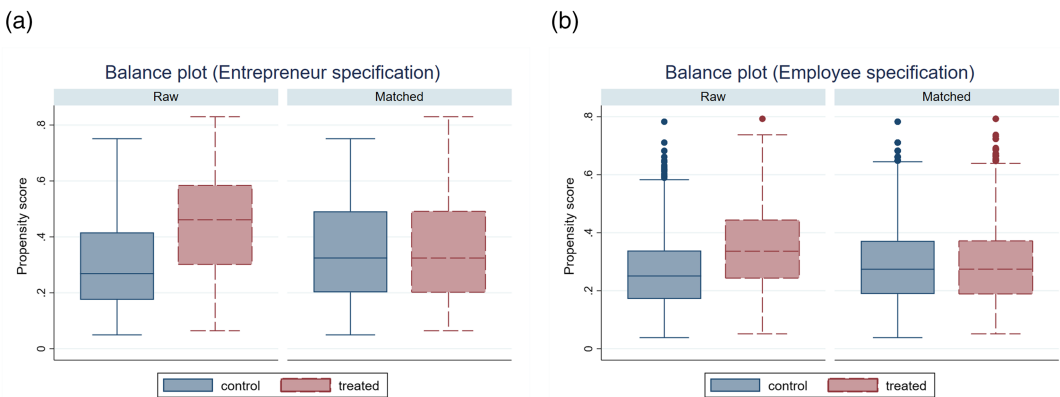 (a)
Balance plot (Entrepreneur specification)
Raw
Matched
Propensity score
.8
.6
.4
.2
0
control
treated
(b)
Balance plot (Employee specification)
Raw
Matched
Propensity score
.8
.6
.4
.2
0
control
treated